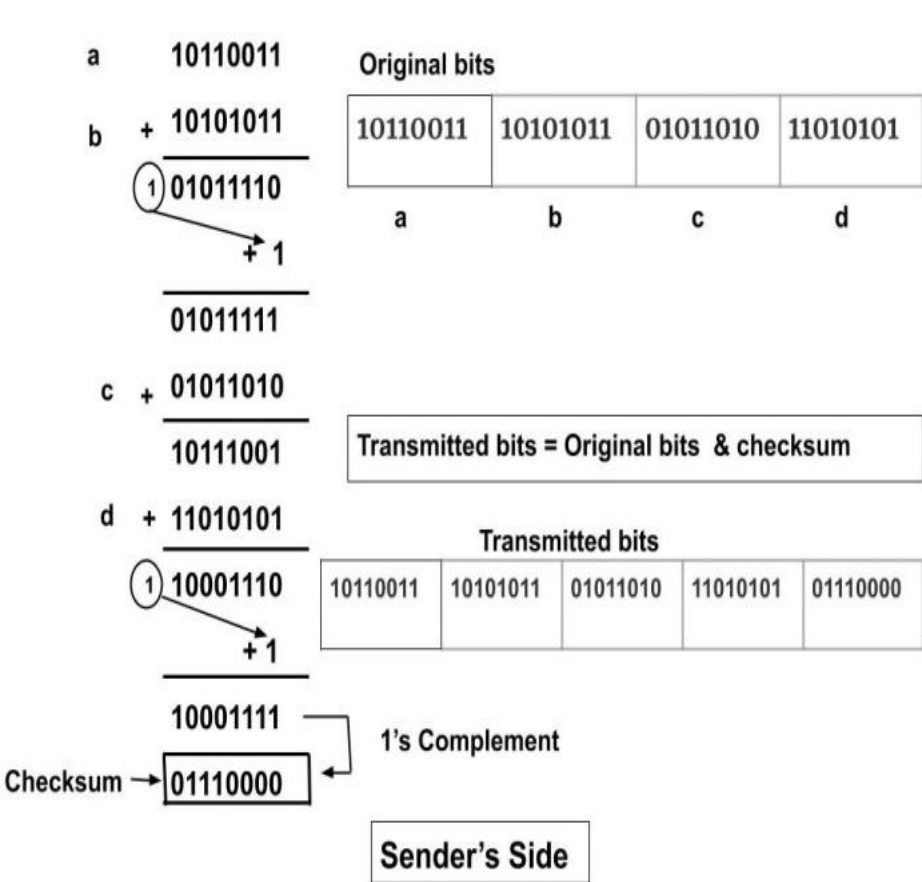 a 10110011
b + 10101011
1 01011110
+ 1
01011111
c + 01011010
10111001
d + 11010101
1 10001110
+ 1
10001111
Checksum 01110000
1's Complement
Original bits
10110011 10101011 01011010 11010101
a b c d
Transmitted bits = Original bits & checksum
Transmitted bits
10110011 10101011 01011010 11010101 01110000
Sender's Side